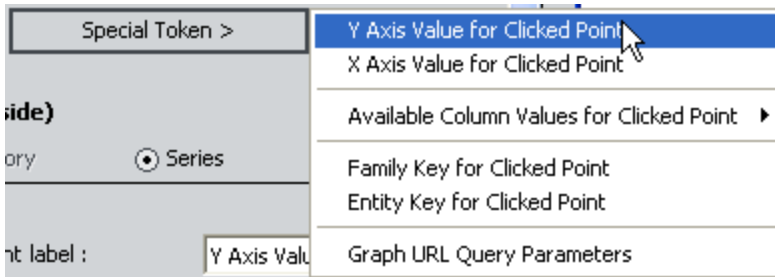 Special Token >
Y Axis Value for Clicked Point
X Axis Value for Clicked Point
side)
Available Column Values for Clicked Point
ory
Series
Family Key for Clicked Point
Entity Key for Clicked Point
nt label :
Y Axis Valu
Graph URL Query Parameters